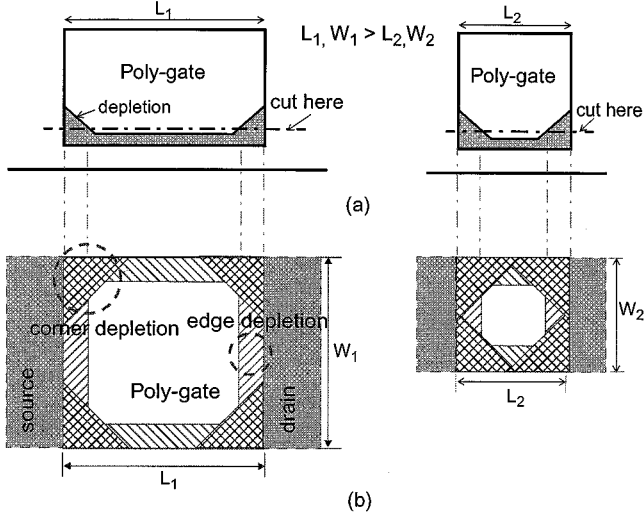 L1
L1, W1 > L2, W2
L2
Poly-gate
depletion
cut here
Poly-gate
cut here
(a)
corner depletion
edge depletion
Poly-gate
source
drain
W1
W2
L1
L2
(b)